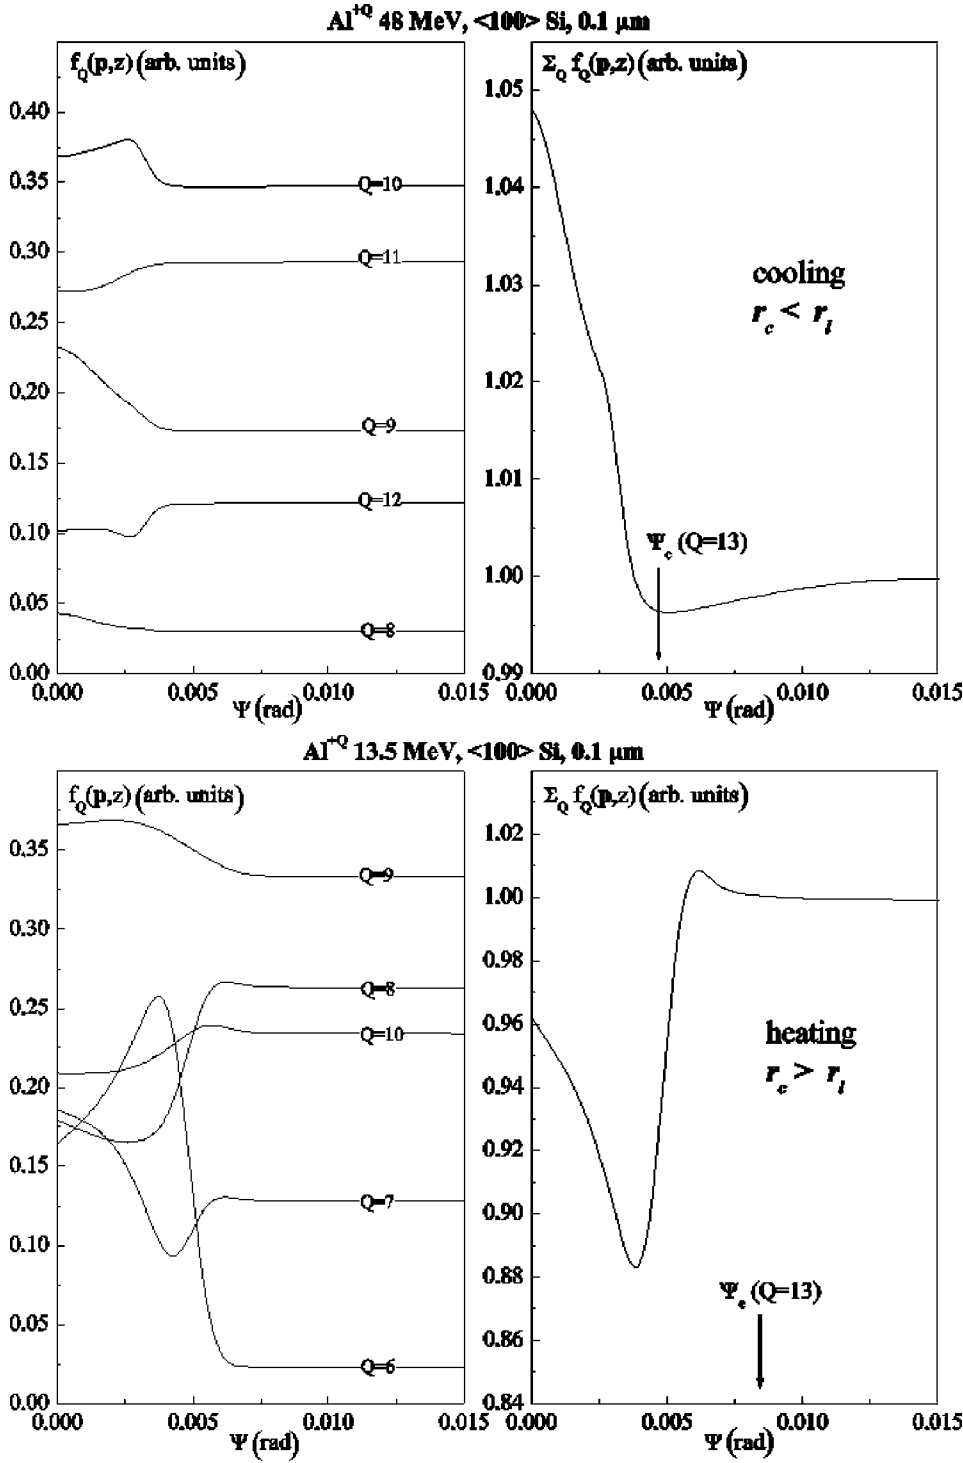 Al+Q 48 MeV, <100> Si, 0.1 μm
fQ(p,z) (arb. units)
0.40
0.35
0.30
0.25
0.20
0.15
0.10
0.05
0.00
Q=10
Q=11
Q=9
Q=12
Q=8
0.000 0.005 0.010 0.015
Ψ (rad)
ΣQ fQ(p,z) (arb. units)
1.05
1.04
1.03
1.02
1.01
1.00
0.99
cooling
rc < rl
Ψc (Q=13)
0.000 0.005 0.010 0.015
Ψ (rad)
Al+Q 13.5 MeV, <100> Si, 0.1 μm
fQ(p,z) (arb. units)
0.35
0.30
0.25
0.20
0.15
0.10
0.05
0.00
Q=9
Q=8
Q=10
Q=7
Q=6
0.000 0.005 0.010 0.015
Ψ (rad)
ΣQ fQ(p,z) (arb. units)
1.02
1.00
0.98
0.96
0.94
0.92
0.90
0.88
0.86
0.84
heating
rc > rl
Ψc (Q=13)
0.000 0.005 0.010 0.015
Ψ (rad)